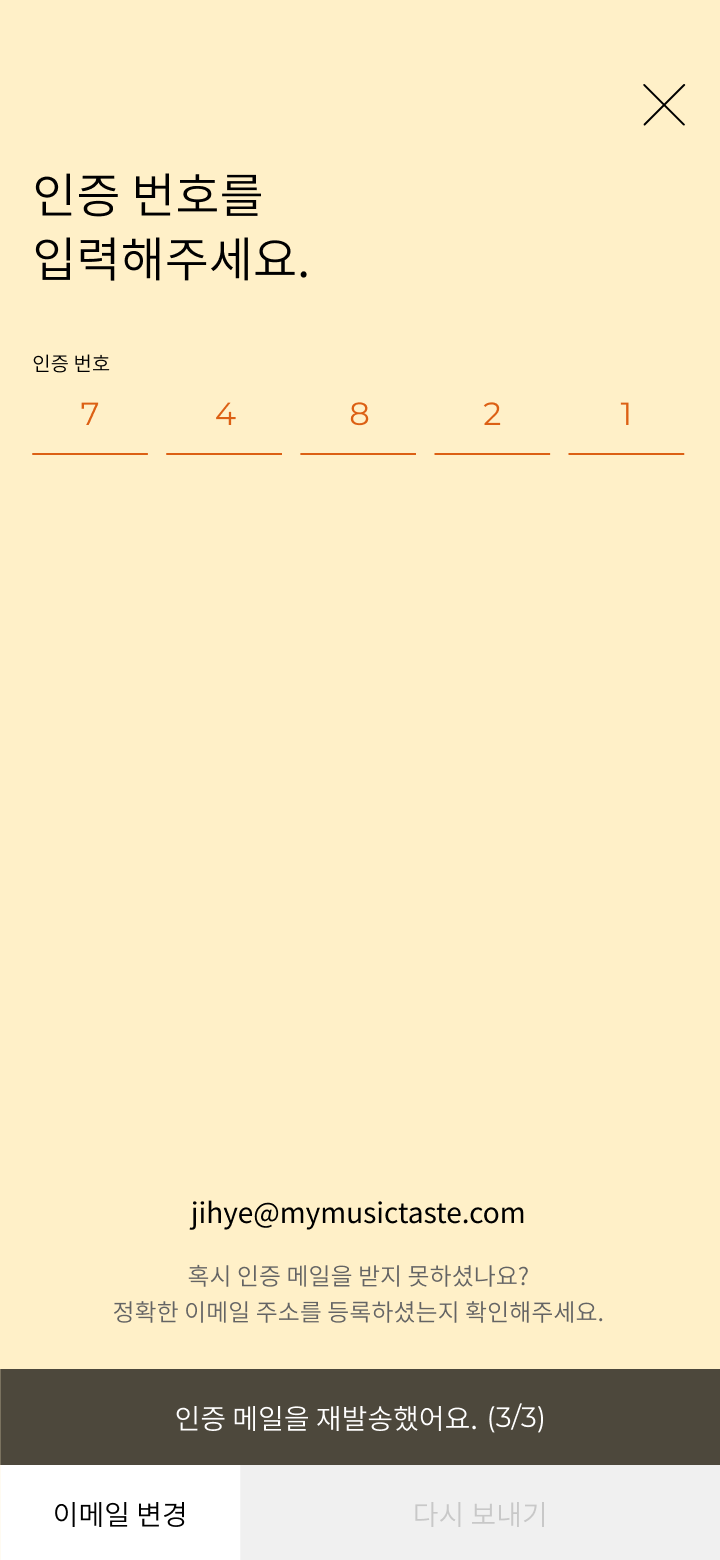 인증 번호를
입력해주세요.
인증 번호
7 4 8 2 1
jihye@mymusictaste.com
혹시 인증 메일을 받지 못하셨나요?
정확한 이메일 주소를 등록하셨는지 확인해주세요.
인증 메일을 재발송했어요. (3/3)
이메일 변경 다시 보내기